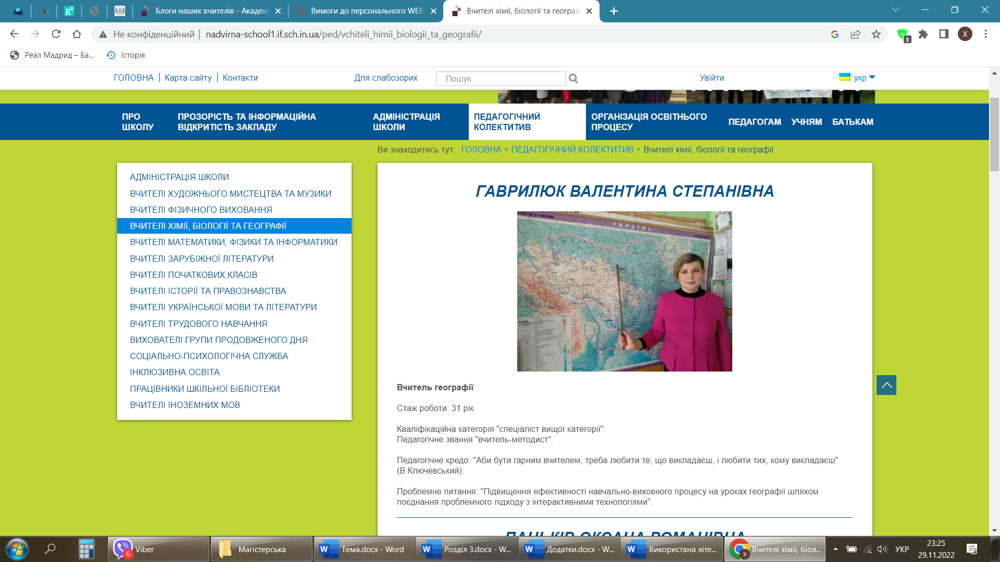 Блоги наших вчителів - Академі
Вимоги до персонального WEB
Вчителі хімії, біології та географ
Не конфіденційний
nadvirna-school1.if.sch.in.ua/ped/vchiteli_himii_biologii_ta_geografii/
3
X
Реал Мадрид – Ба...
Історія
ГОЛОВНА
Карта сайту
Контакти
Для слабозорих
Пошук
Увійти
укр
ПРО
ШКОЛУ
ПРОЗОРІСТЬ ТА ІНФОРМАЦІЙНА
ВІДКРИТІСТЬ ЗАКЛАДУ
АДМІНІСТРАЦІЯ
ШКОЛИ
ПЕДАГОГІЧНИЙ
КОЛЕКТИТИВ
ОРГАНІЗАЦІЯ ОСВІТНЬОГО
ПРОЦЕСУ
ПЕДАГОГАМ
УЧНЯМ
БАТЬКАМ
Ви знаходитесь тут: ГОЛОВНА » ПЕДАГОГІЧНИЙ КОЛЕКТИТИВ » Вчителі хімії, біології та географії
АДМІНІСТРАЦІЯ ШКОЛИ
ВЧИТЕЛІ ХУДОЖНЬОГО МИСТЕЦТВА ТА МУЗИКИ
ВЧИТЕЛІ ФІЗИЧНОГО ВИХОВАННЯ
ВЧИТЕЛІ ХІМІЇ, БІОЛОГІЇ ТА ГЕОГРАФІЇ
ВЧИТЕЛІ МАТЕМАТИКИ, ФІЗИКИ ТА ІНФОРМАТИКИ
ВЧИТЕЛІ ЗАРУБІЖНОЇ ЛІТЕРАТУРИ
ВЧИТЕЛІ ПОЧАТКОВИХ КЛАСІВ
ВЧИТЕЛІ ІСТОРІЇ ТА ПРАВОЗНАВСТВА
ВЧИТЕЛІ УКРАЇНСЬКОЇ МОВИ ТА ЛІТЕРАТУРИ
ВЧИТЕЛІ ТРУДОВОГО НАВЧАННЯ
ВИХОВАТЕЛІ ГРУПИ ПРОДОВЖЕНОГО ДНЯ
СОЦІАЛЬНО-ПСИХОЛОГІЧНА СЛУЖБА
ІНКЛЮЗИВНА ОСВІТА
ПРАЦІВНИКИ ШКІЛЬНОЇ БІБЛІОТЕКИ
ВЧИТЕЛІ ІНОЗЕМНИХ МОВ
ГАВРИЛЮК ВАЛЕНТИНА СТЕПАНІВНА
УКРАЇНА
Вчитель географії
Стаж роботи: 31 рік.
Кваліфікаційна категорія "спеціаліст вищої категорії".
Педагогічне звання "вчитель-методист".
Педагогічне кредо: "Аби бути гарним вчителем, треба любити те, що викладаєш, і любити тих, кому викладаєш"
(В.Ключевський).
Проблемне питання: "Підвищення ефективності навчально-виховного процесу на уроках географії шляхом
поєднання проблемного підходу з інтерактивними технологіями".
ПАНЬКІВ ОКСАНА РОМАНІВНА
6
Viber
Магістерська
Тема.docx - Word
Розділ 3.docx - W...
Додатки.docx - W...
Використана літе...
Вчителі хімії, біол...
УКР
23:25
29.11.2022